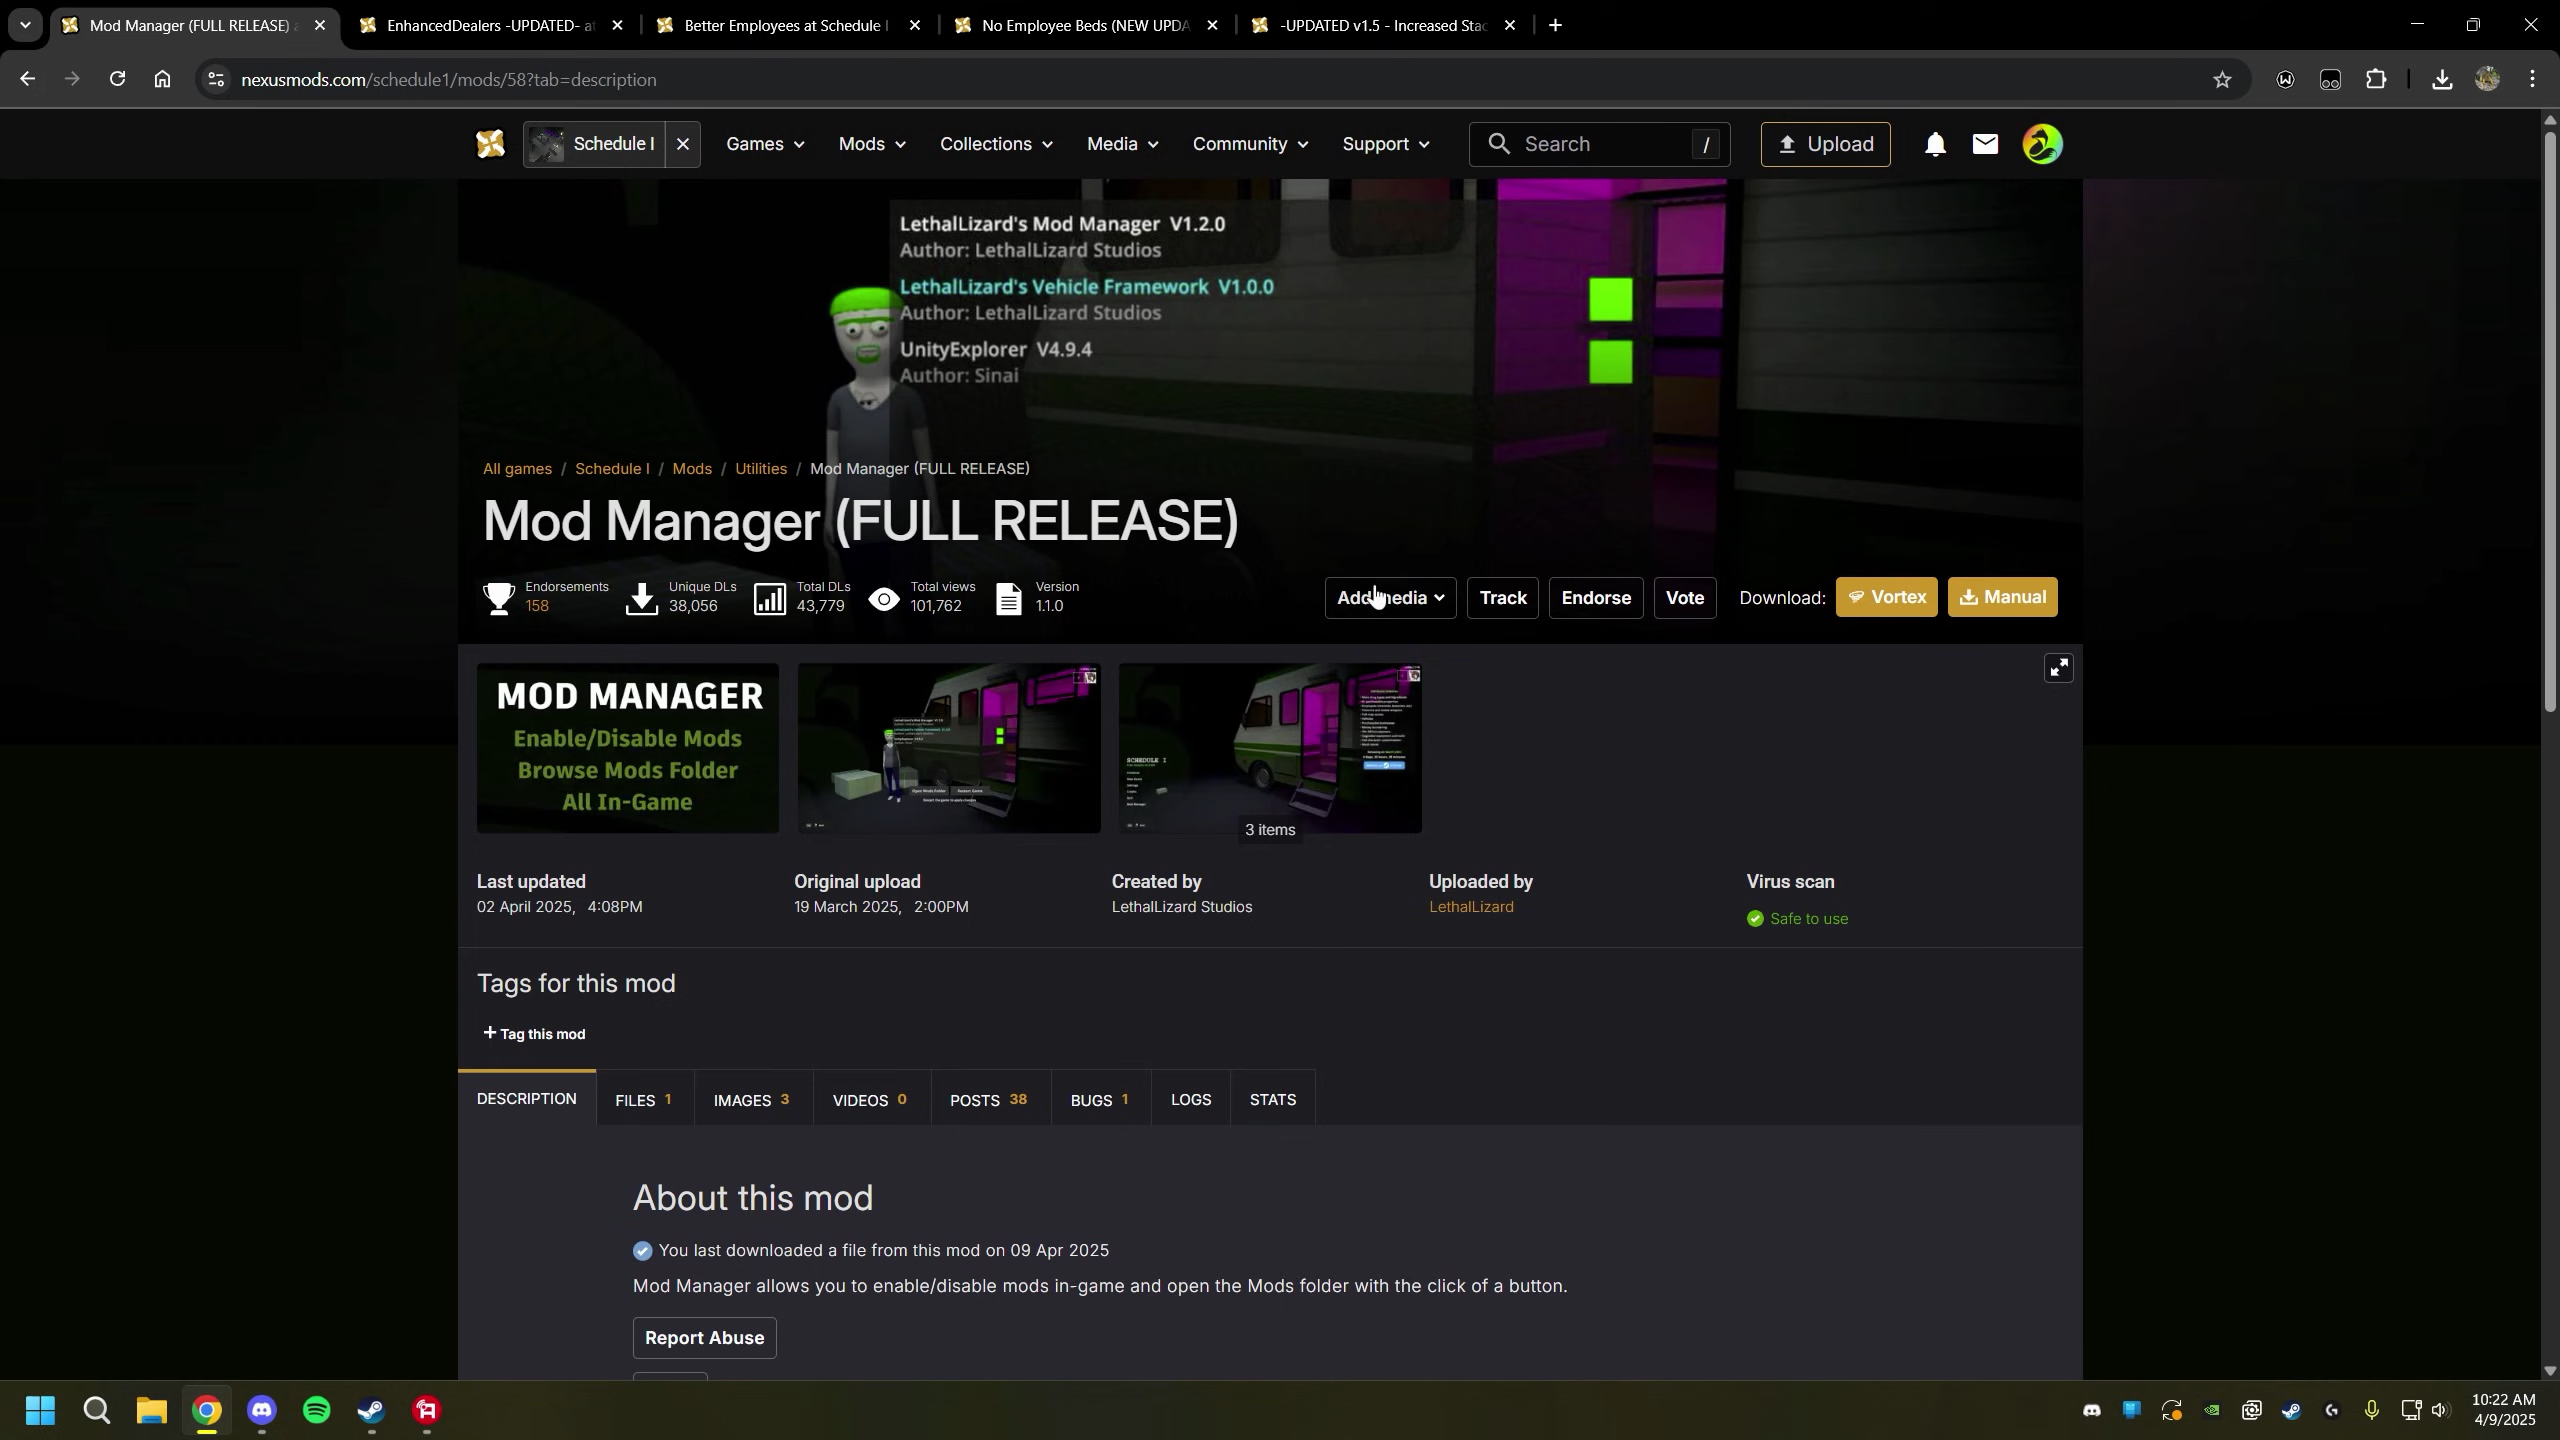 Mod Manager (FULL RELEASE) a
EnhancedDealers -UPDATED- at
Better Employees at Schedule I
No Employee Beds (NEW UPDA
-UPDATED v1.5 - Increased Stac
nexusmods.com/schedule1/mods/58?tab=description
Schedule I
Games
Mods
Collections
Media
Community
Support
Search
/
Upload
LethalLizard's Mod Manager V1.2.0
Author: LethalLizard Studios
LethalLizard's Vehicle Framework V1.0.0
Author: LethalLizard Studios
UnityExplorer V4.9.4
Author: Sinai
All games / Schedule I / Mods / Utilities / Mod Manager (FULL RELEASE)
Mod Manager (FULL RELEASE)
Endorsements
158
Unique DLs
38,056
Total DLs
43,779
Total views
101,762
Version
1.1.0
Add media
Track
Endorse
Vote
Download:
Vortex
Manual
MOD MANAGER
Enable/Disable Mods
Browse Mods Folder
All In-Game
SCHEDULE I
3 items
Last updated
02 April 2025, 4:08PM
Original upload
19 March 2025, 2:00PM
Created by
LethalLizard Studios
Uploaded by
LethalLizard
Virus scan
Safe to use
Tags for this mod
+ Tag this mod
DESCRIPTION
FILES 1
IMAGES 3
VIDEOS 0
POSTS 38
BUGS 1
LOGS
STATS
About this mod
You last downloaded a file from this mod on 09 Apr 2025
Mod Manager allows you to enable/disable mods in-game and open the Mods folder with the click of a button.
Report Abuse
10:22 AM
4/9/2025